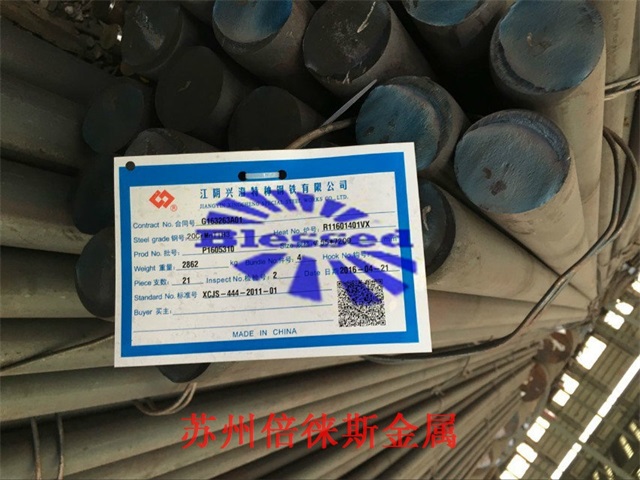 江阴兴澄特种钢铁有限公司
Contract No. 合同号 G163263A01
Steel grade 钢号 Heat No. 炉号 R11601401VX
Prod No. 批号 P1605310
Weight 重量 2862 kg
Piece 支数 21 Inspect No. 2 Date 日期 2016-04-21
Standard No. 标准号 XCJS-444-2011-01
Buyer 买主:
MADE IN CHINA
Blessed
苏州倍徕斯金属